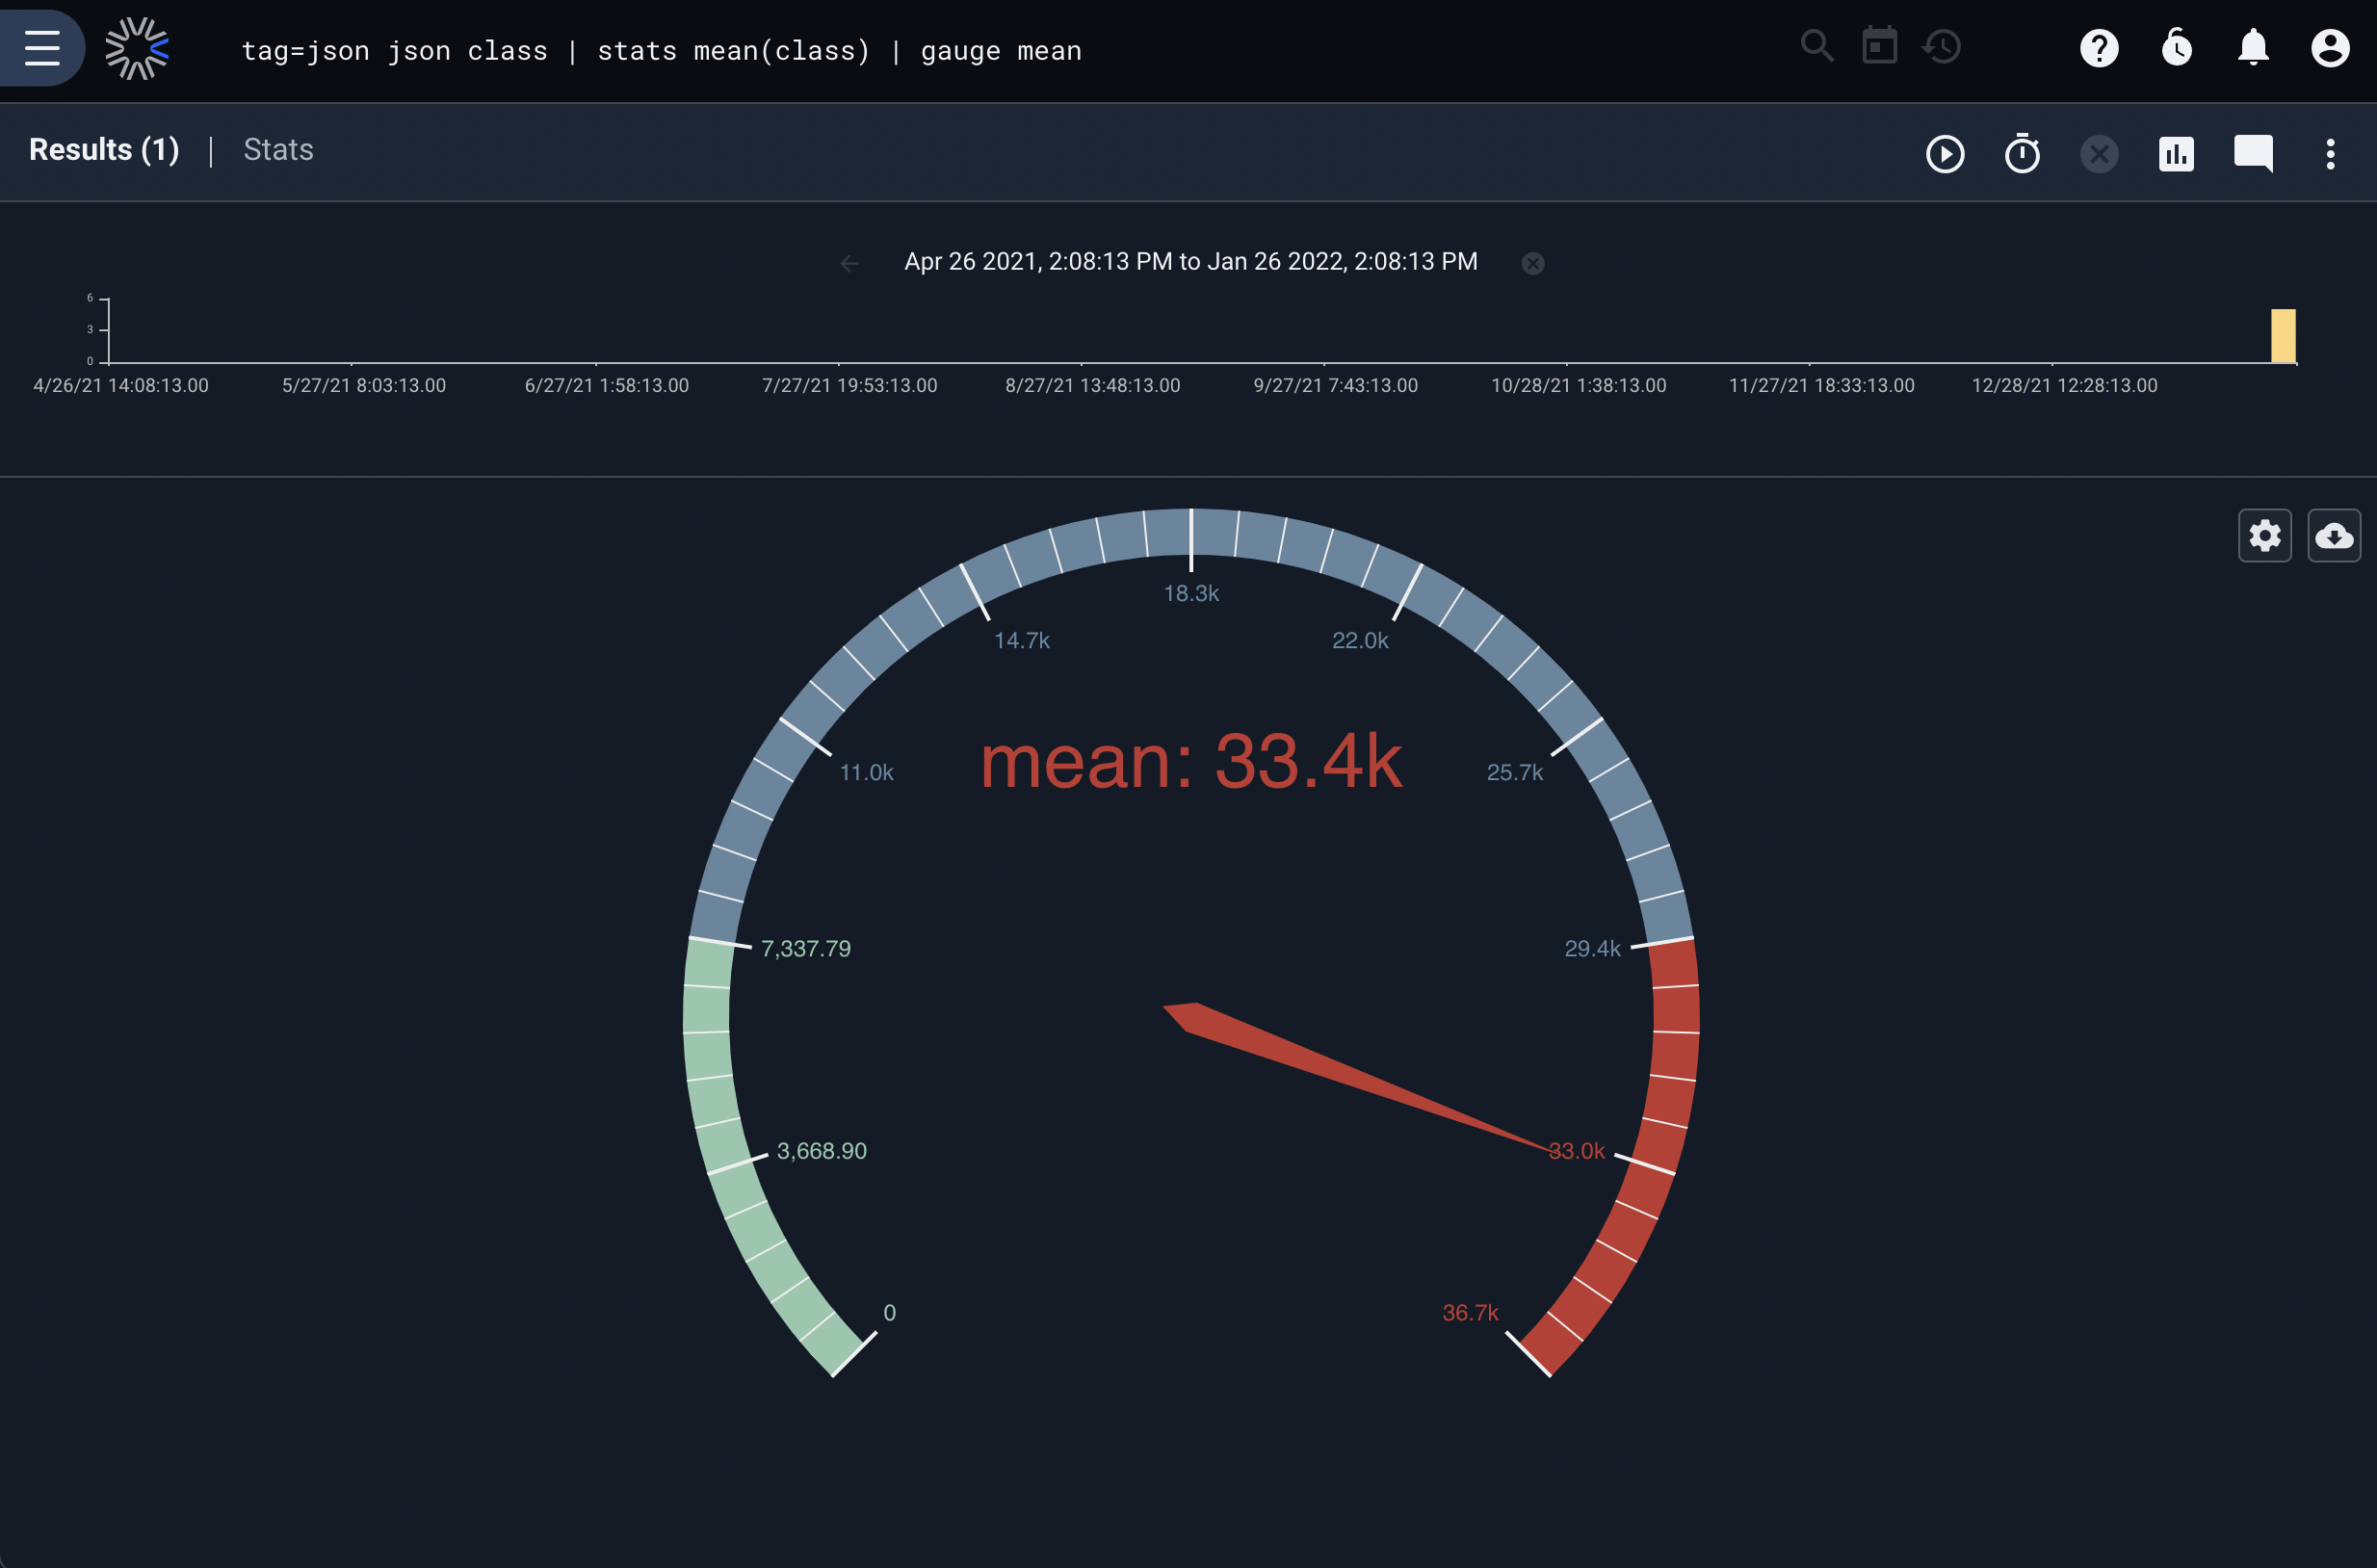 tag=json json class | stats mean(class) | gauge mean
Results (1) | Stats
Apr 26 2021, 2:08:13 PM to Jan 26 2022, 2:08:13 PM
6
3
0
4/26/21 14:08:13.00 5/27/21 8:03:13.00 6/27/21 1:58:13.00 7/27/21 19:53:13.00 8/27/21 13:48:13.00 9/27/21 7:43:13.00 10/28/21 1:38:13.00 11/27/21 18:33:13.00 12/28/21 12:28:13.00
18.3k
14.7k 22.0k
mean: 33.4k
11.0k 25.7k
7,337.79 29.4k
3,668.90 33.0k
0 36.7k